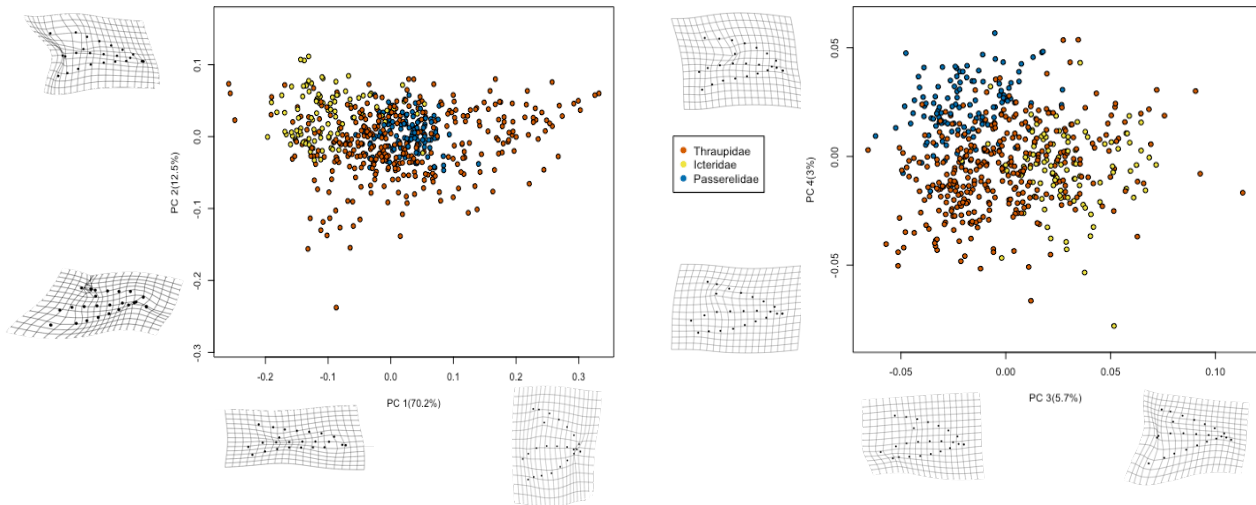 0.1
0.0
-0.1
-0.2
-0.3
PC 2(12.5%)
-0.2
-0.1
0.0
0.1
0.2
0.3
PC 1(70.2%)
Thraupidae
Icteridae
Passerelidae
0.05
0.00
-0.05
PC 4(3%)
-0.05
0.00
0.05
0.10
PC 3(5.7%)